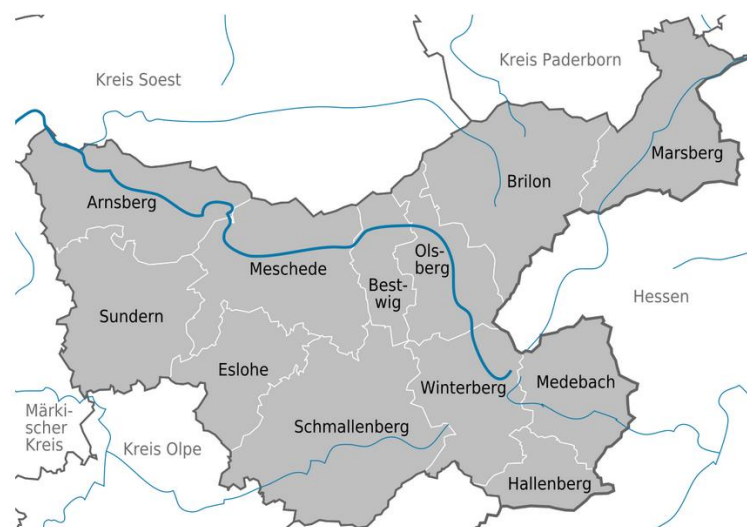 Kreis Soest
Kreis Paderborn
Marsberg
Brilon
Arnsberg
Ols-
berg
Meschede
Best-
wig
Hessen
Sundern
Eslohe
Winterberg
Medebach
Märki-
scher
Kreis
Schmallenberg
Kreis Olpe
Hallenberg